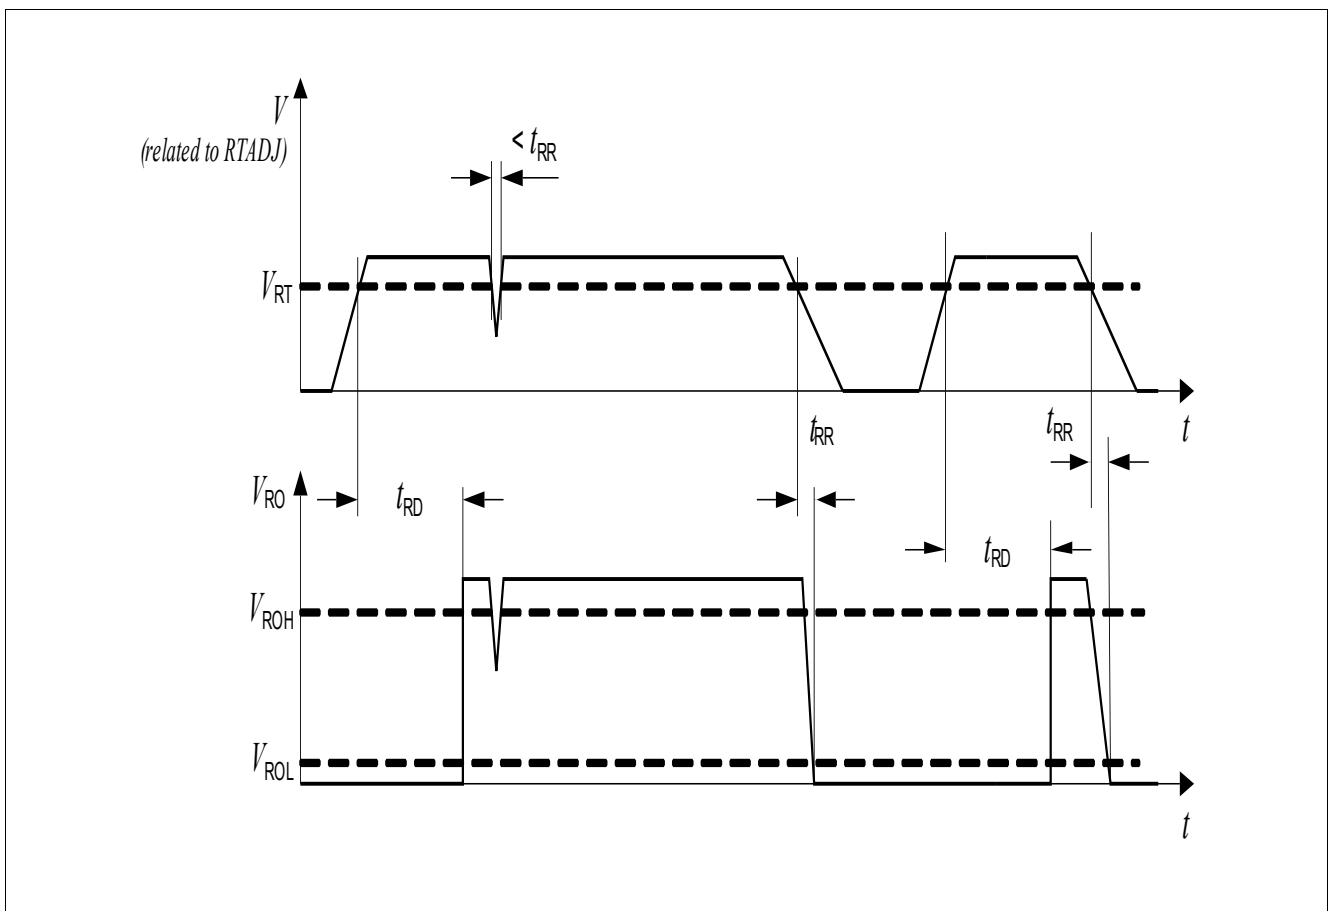 V
(related to RTADJ)
< tRR
VRT
tRR
tRR
t
VRO
tRD
tRD
VROH
VROL
t